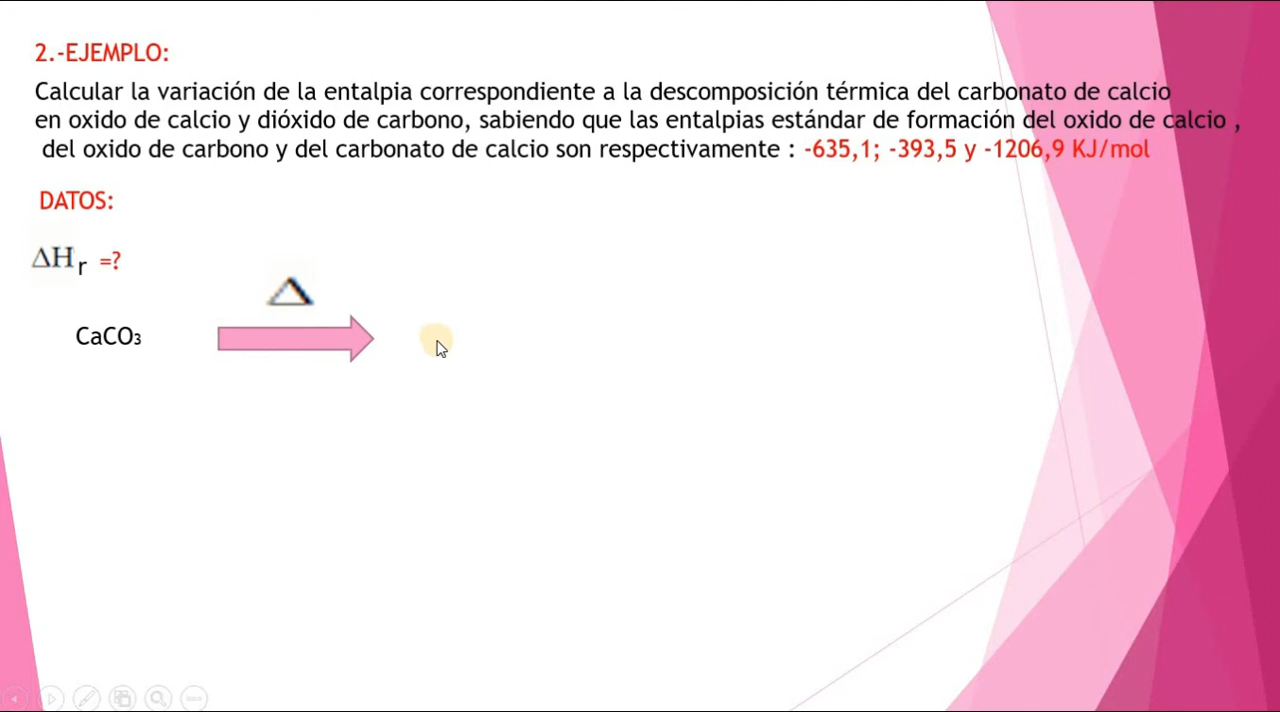 2.-EJEMPLO:
Calcular la variación de la entalpia correspondiente a la descomposición térmica del carbonato de calcio
en oxido de calcio y dióxido de carbono, sabiendo que las entalpias estándar de formación del oxido de calcio ,
del oxido de carbono y del carbonato de calcio son respectivamente : -635,1; -393,5 y -1206,9 KJ/mol
DATOS:
ΔHr =?
Δ
CaCO₃